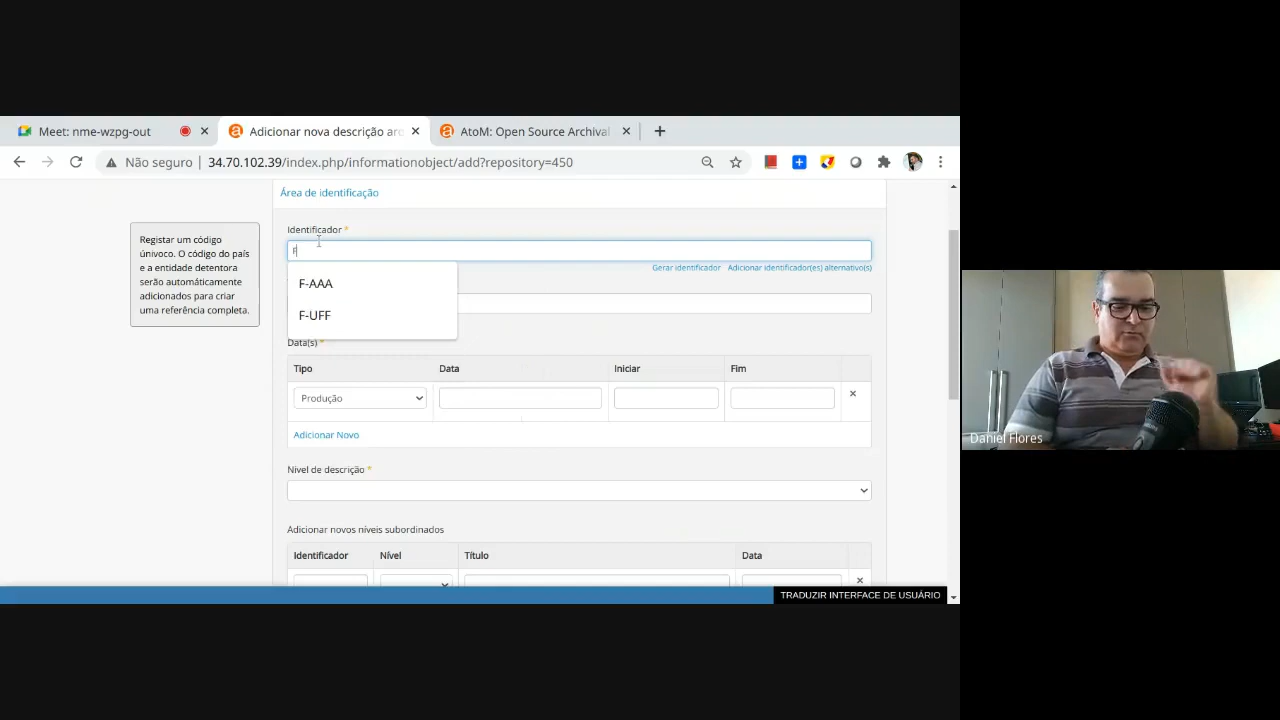 Meet: nme-wzpg-out
Adicionar nova descrição arq
AtoM: Open Source Archival
Não seguro
34.70.102.39/index.php/informationobject/add?repository=450
Área de identificação
Registar um código
únivoco. O código do país
e a entidade detentora
serão automáticamente
adicionados para criar
uma referência completa.
Identificador *
F
Gerar identificador
Adicionar identificador(es) alternativo(s)
F-AAA
F-UFF
Data(s) *
Tipo
Data
Iniciar
Fim
Produção
Adicionar Novo
Nível de descrição *
Adicionar novos níveis subordinados
Identificador
Nível
Título
Data
TRADUZIR INTERFACE DE USUÁRIO
Daniel Flores